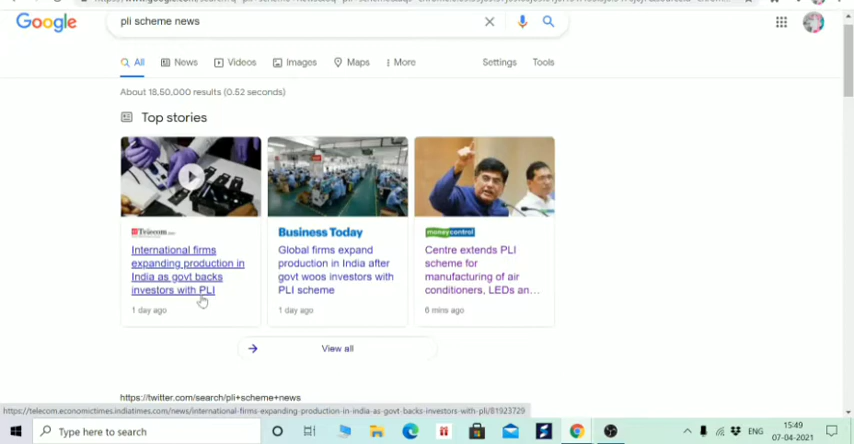 Google
pli scheme news
All News Videos Images Maps More Settings Tools
About 18,50,000 results (0.52 seconds)
Top stories
Telecom
International firms
expanding production in
India as govt backs
investors with PLI
1 day ago
Business Today
Global firms expand
production in India after
govt woos investors with
PLI scheme
1 day ago
moneycontrol
Centre extends PLI
scheme for
manufacturing of air
conditioners, LEDs an...
6 mins ago
View all
https://twitter.com/search/pli+scheme+news
https://telecom.economictimes.indiatimes.com/news/international-firms-expanding-production-in-india-as-govt-backs-investors-with-pli/81923729
Type here to search
ENG
15:49
07-04-2021